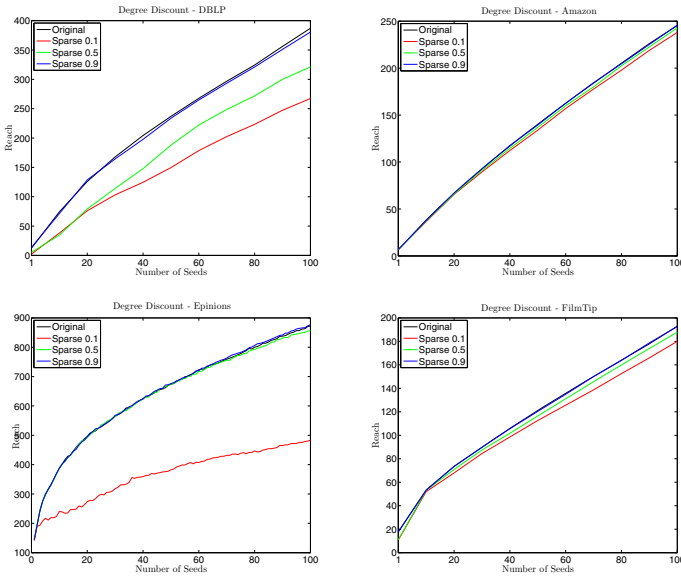 Degree Discount - DBLP
400
350
300
250
200
150
100
50
0
Reach
Original
Sparse 0.1
Sparse 0.5
Sparse 0.9
1 20 40 60 80 100
Number of Seeds
Degree Discount - Amazon
250
200
150
100
50
0
Reach
Original
Sparse 0.1
Sparse 0.5
Sparse 0.9
1 20 40 60 80 100
Number of Seeds
Degree Discount - Epinions
900
800
700
600
500
400
300
200
100
Reach
Original
Sparse 0.1
Sparse 0.5
Sparse 0.9
0 20 40 60 80 100
Number of Seeds
Degree Discount - FilmTip
200
180
160
140
120
100
80
60
40
20
0
Reach
Original
Sparse 0.1
Sparse 0.5
Sparse 0.9
1 20 40 60 80 100
Number of Seeds